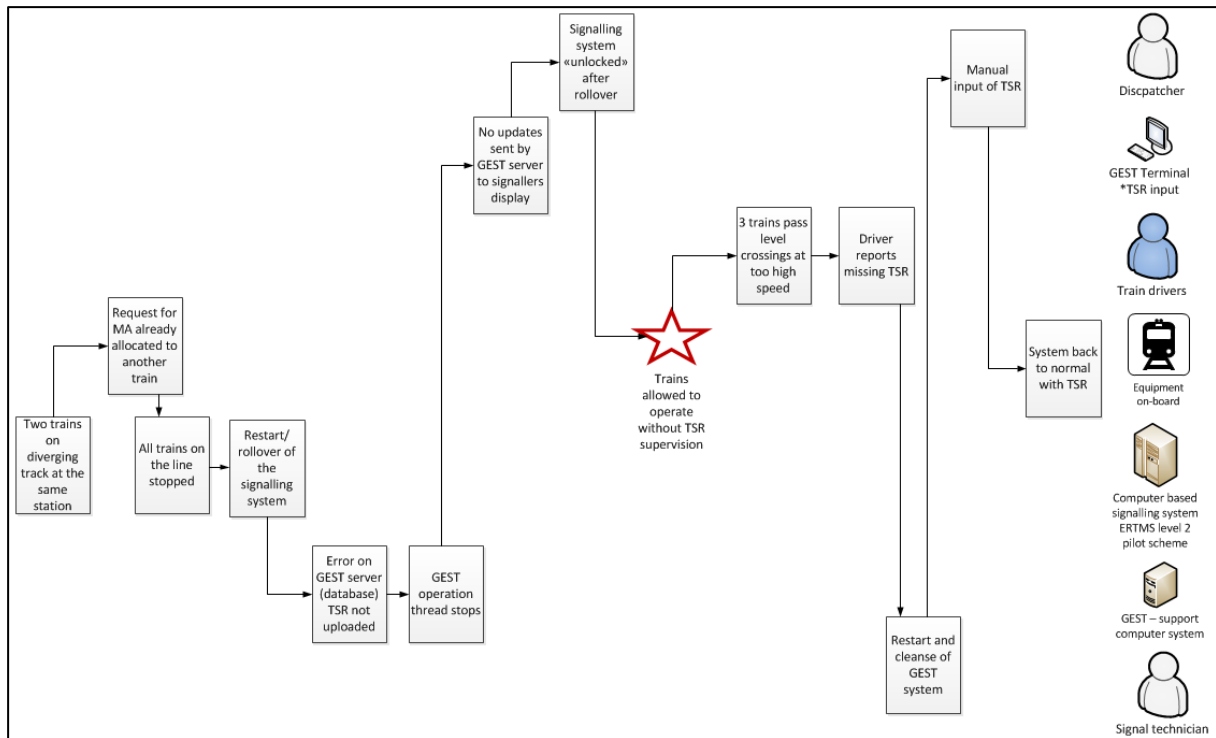 Two trains on
diverging
track at the
same
station
Request for
MA already
allocated to
another
train
All trains on
the line
stopped
Restart/
rollover of
the signalling
system
Error on
GEST server
(database)
TSR not
uploaded
GEST
operation
thread stops
No updates
sent by
GEST server
to signallers
display
Signalling
system
«unlocked»
after
rollover
Trains
allowed to
operate
without TSR
supervision
3 trains pass
level
crossings at
too high
speed
Driver
reports
missing TSR
Restart and
cleanse of
GEST
system
Manual
input of TSR
System back
to normal
with TSR
Discpatcher
GEST Terminal
*TSR input
Train drivers
Equipment
on-board
Computer based
signalling system
ERTMS level 2
pilot scheme
GEST – support
computer system
Signal technician